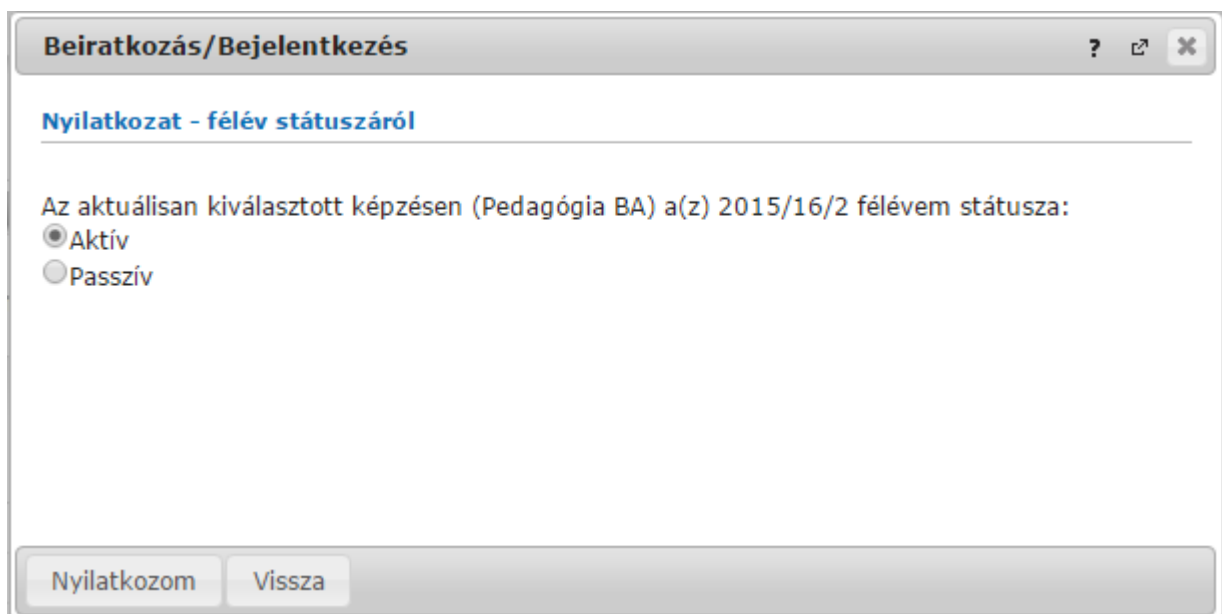 Beiratkozás/Bejelentkezés ?
Nyilatkozat - félév státuszáról
Az aktuálisan kiválasztott képzésen (Pedagógia BA) a(z) 2015/16/2 félévem státusza:
Aktív
Passzív
Nyilatkozom Vissza